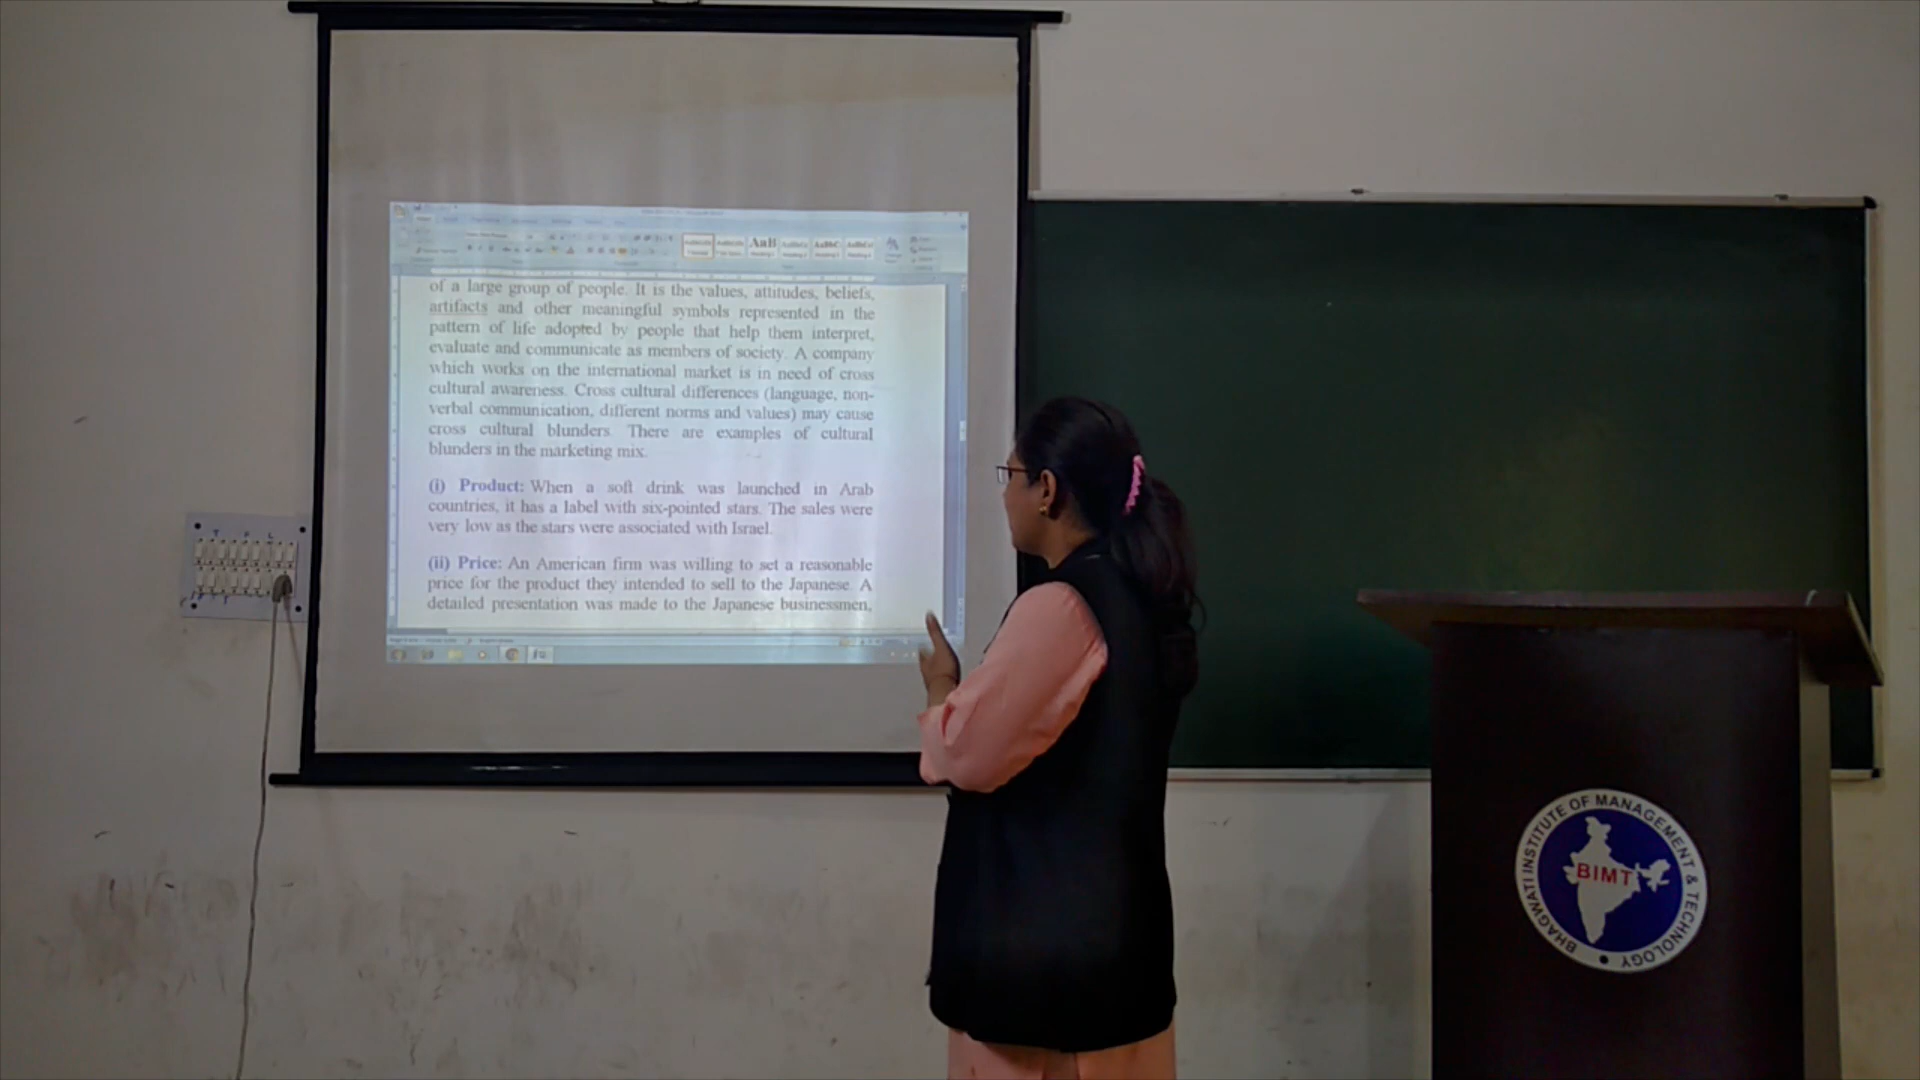 AaB
of a large group of people. It is the values, attitudes, beliefs,
artifacts and other meaningful symbols represented in the
pattern of life adopted by people that help them interpret,
evaluate and communicate as members of society. A company
which works on the international market is in need of cross
cultural awareness. Cross cultural differences (language, non-
verbal communication, different norms and values) may cause
cross cultural blunders. There are examples of cultural
blunders in the marketing mix.
(i) Product: When a soft drink was launched in Arab
countries, it has a label with six-pointed stars. The sales were
very low as the stars were associated with Israel.
(ii) Price: An American firm was willing to set a reasonable
price for the product they intended to sell to the Japanese. A
detailed presentation was made to the Japanese businessmen,
T F L
BHAGWATI INSTITUTE OF MANAGEMENT & TECHNOLOGY
BIMT